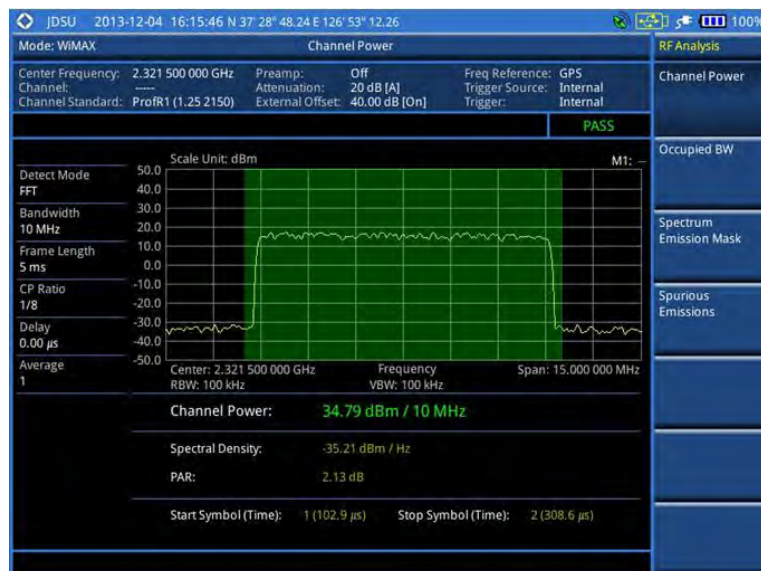 JDSU 2013-12-04 16:15:46 N 37° 28" 48.24 E 126° 53" 12.26 100%
Mode: WiMAX Channel Power RF Analysis
Center Frequency: 2.321 500 000 GHz Preamp: Off Freq Reference: GPS
Channel: ----- Attenuation: 20 dB [A] Trigger Source: Internal
Channel Standard: ProfR1 (1.25 2150) External Offset: 40.00 dB [On] Trigger: Internal
PASS
Channel Power
Occupied BW
Spectrum
Emission Mask
Spurious
Emissions
Detect Mode
FFT
Bandwidth
10 MHz
Frame Length
5 ms
CP Ratio
1/8
Delay
0.00 µs
Average
1
Scale Unit: dBm M1: --
50.0
40.0
30.0
20.0
10.0
0.0
-10.0
-20.0
-30.0
-40.0
-50.0
Center: 2.321 500 000 GHz Frequency Span: 15.000 000 MHz
RBW: 100 kHz VBW: 100 kHz
Channel Power: 34.79 dBm / 10 MHz
Spectral Density: -35.21 dBm / Hz
PAR: 2.13 dB
Start Symbol (Time): 1 (102.9 µs) Stop Symbol (Time): 2 (308.6 µs)